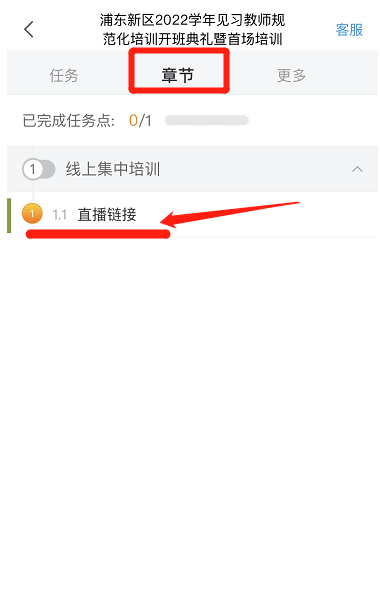 浦东新区2022学年见习教师规
范化培训开班典礼暨首场培训
客服
任务
章节
更多
已完成任务点: 0/1
1 线上集中培训
1 1.1 直播链接